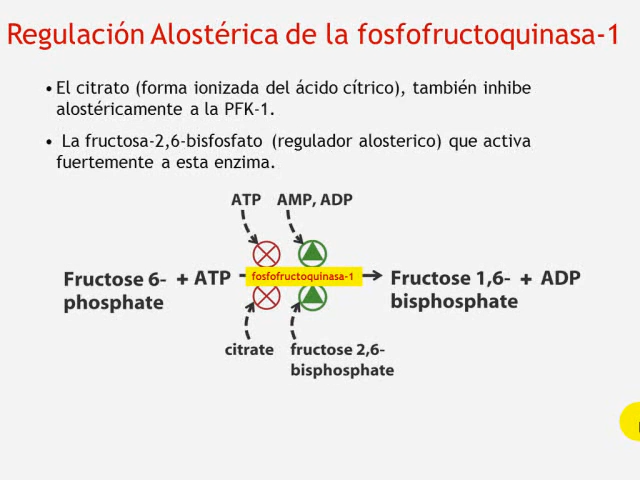 Regulación Alostérica de la fosfofructoquinasa-1
• El citrato (forma ionizada del ácido cítrico), también inhibe
alostéricamente a la PFK-1.
• La fructosa-2,6-bisfosfato (regulador alosterico) que activa
fuertemente a esta enzima.
ATP AMP, ADP
Fructose 6- + ATP fosfofructoquinasa-1 Fructose 1,6- + ADP
phosphate bisphosphate
citrate fructose 2,6-
bisphosphate